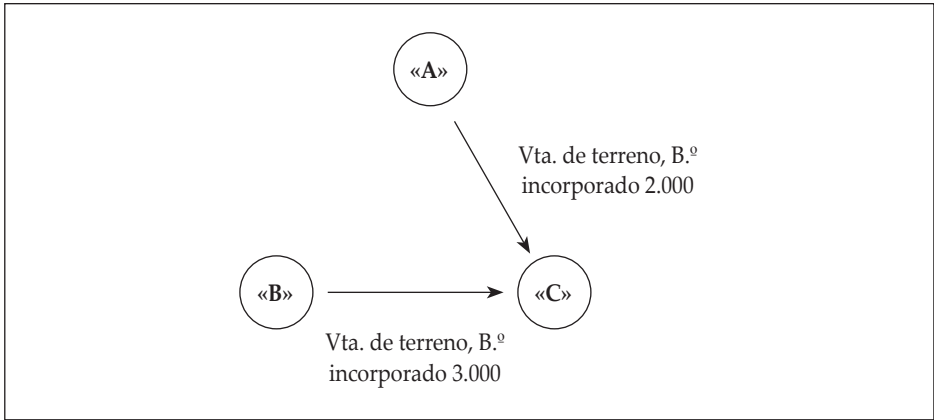 «A»
Vta. de terreno, B.º
incorporado 2.000
«B»
«C»
Vta. de terreno, B.º
incorporado 3.000